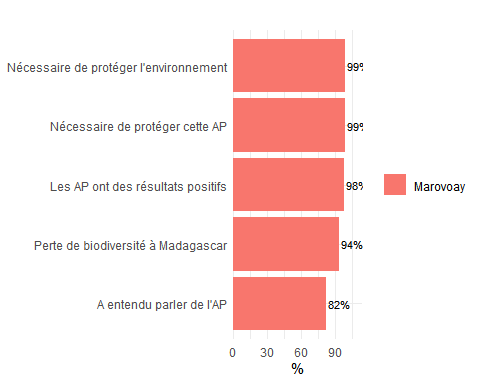 Nécessaire de protéger l'environnement
99%
Nécessaire de protéger cette AP
99%
Les AP ont des résultats positifs
98%
Marovoay
Perte de biodiversité à Madagascar
94%
A entendu parler de l'AP
82%
0 30 60 90
%